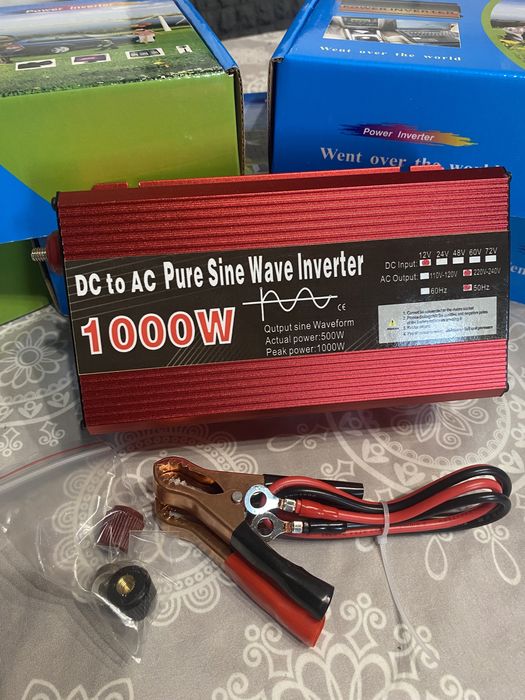 Power Inverter
Went over the world
Power Inverter
Went over the world
DC to AC Pure Sine Wave Inverter
1000W
Qutput sine Waveform
Actual power:500W
Peak power:1000W
CE
12V 24V 48V 60V 72V
DC Input:
AC Output: 110V-120V 220V-240V
60Hz 50Hz